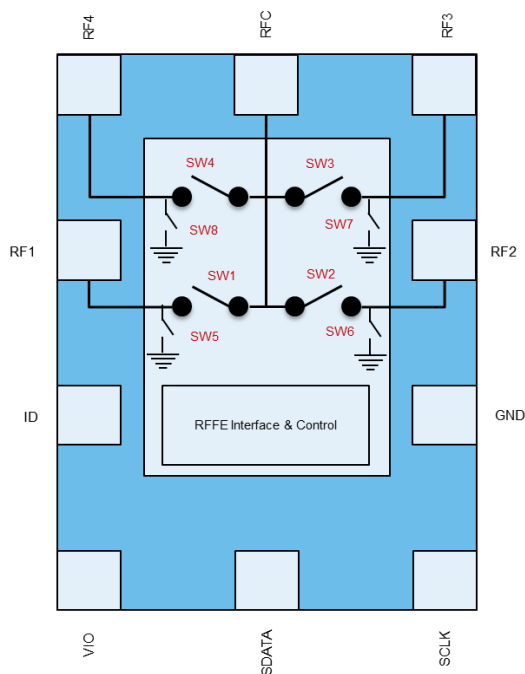 RF4
RFC
RF3
SW4
SW3
SW8
SW7
RF1
RF2
SW1
SW2
SW5
SW6
ID
GND
RFFE Interface & Control
VIO
SDATA
SCLK